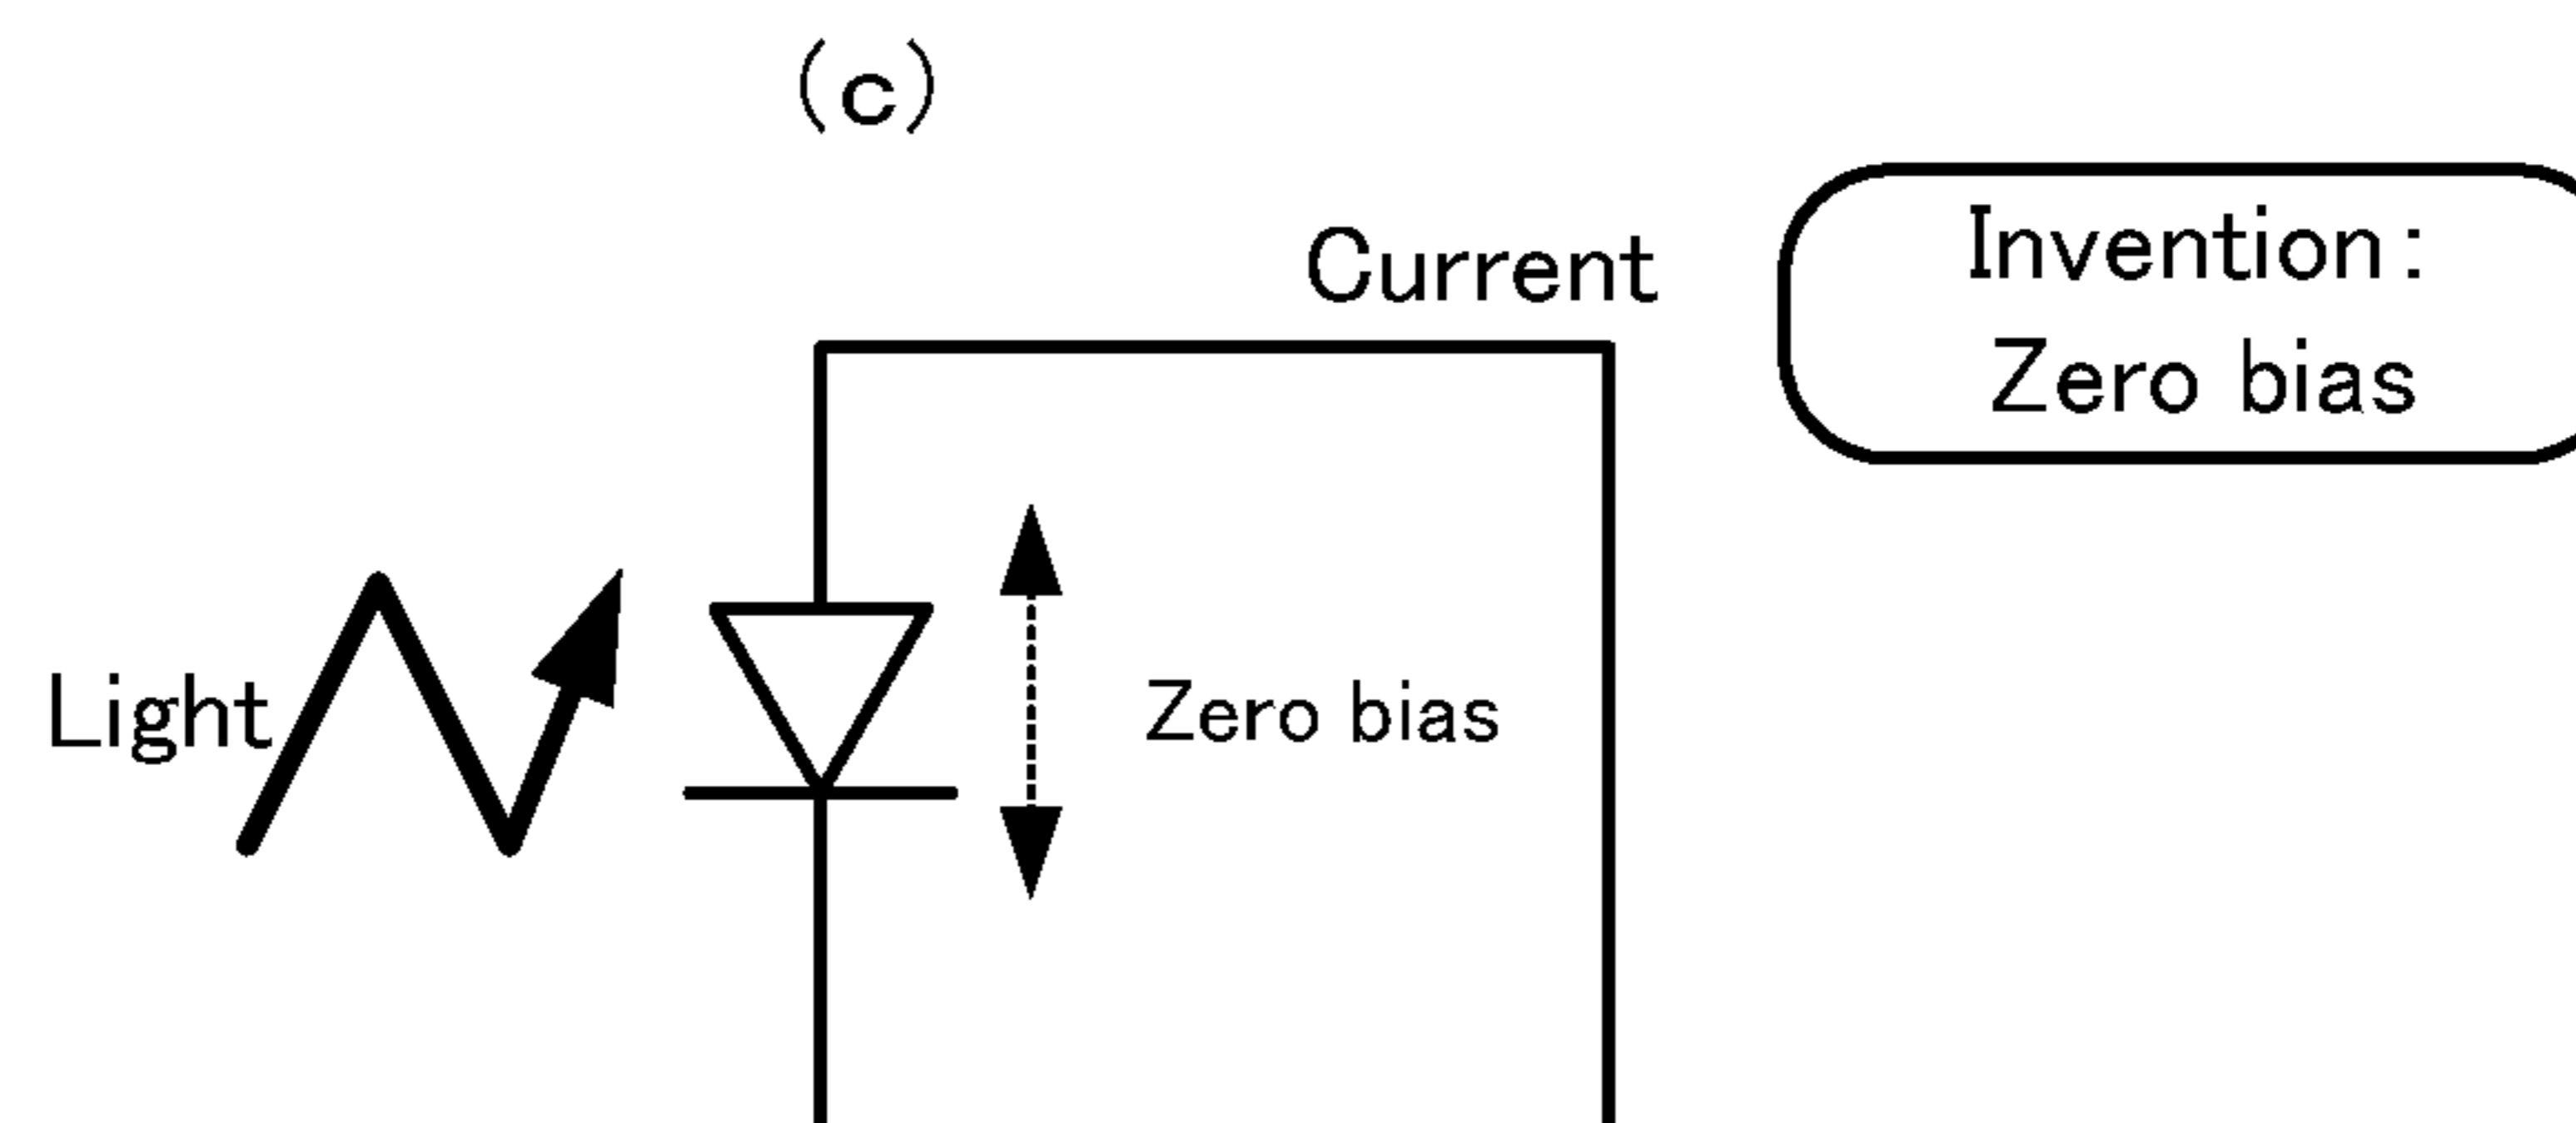 (c)
Current
Invention:
Zero bias
Light
Zero bias